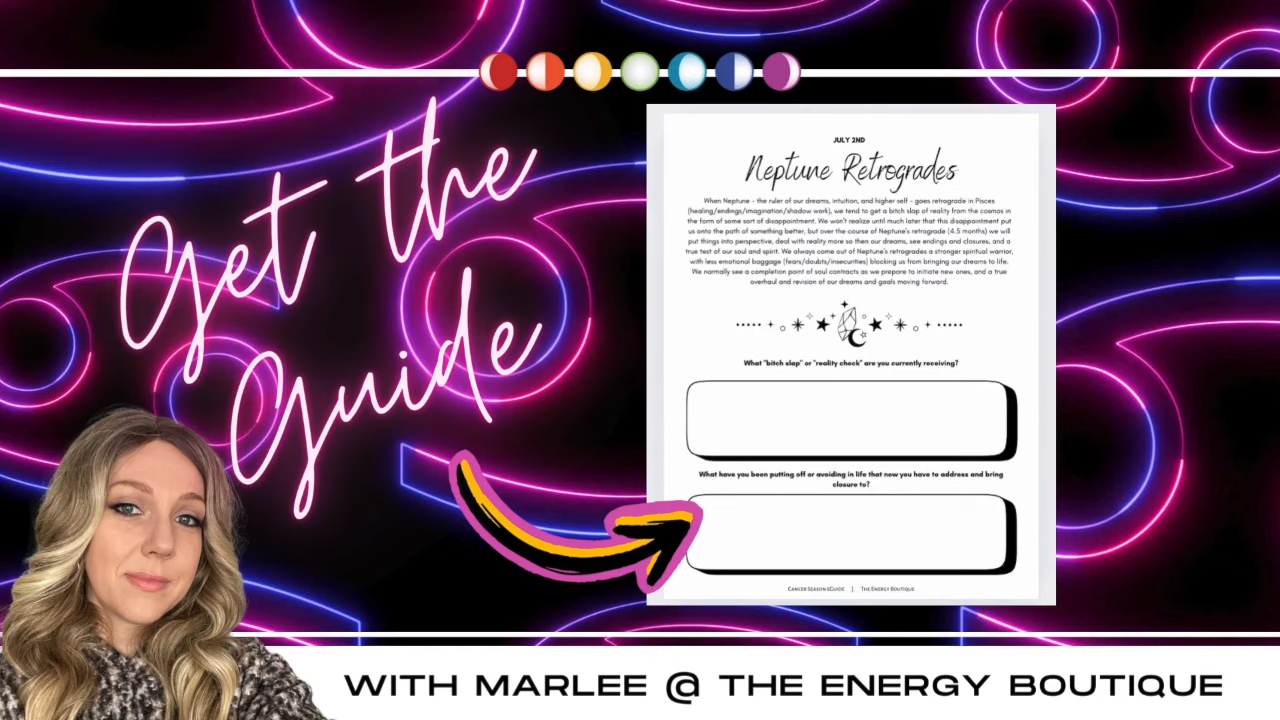 Get the
Guide
JULY 2ND
Neptune Retrogrades
When Neptune - the ruler of our dreams, intuition, and higher self - goes retrograde in Pisces
(healing/endings/imagination/shadow work), we tend to get a bitch slap of reality from the cosmos in
the form of some sort of disappointment. We won't realize until much later that this disappointment put
us onto the path of something better, but over the course of Neptune's retrograde (4.5 months) we will
put things into perspective, deal with reality more so then our dreams, see endings and closures, and a
true test of our soul and spirit. We always come out of Neptune's retrogrades a stronger spiritual warrior,
with less emotional baggage (fears/doubts/insecurities) blocking us from bringing our dreams to life.
We normally see a completion point of soul contracts as we prepare to initiate new ones, and a true
overhaul and revision of our dreams and goals moving forward.
What "bitch slap" or "reality check" are you currently receiving?
What have you been putting off or avoiding in life that now you have to address and bring
closure to?
CANCER SEASON EGUIDE | THE ENERGY BOUTIQUE
WITH MARLEE @ THE ENERGY BOUTIQUE